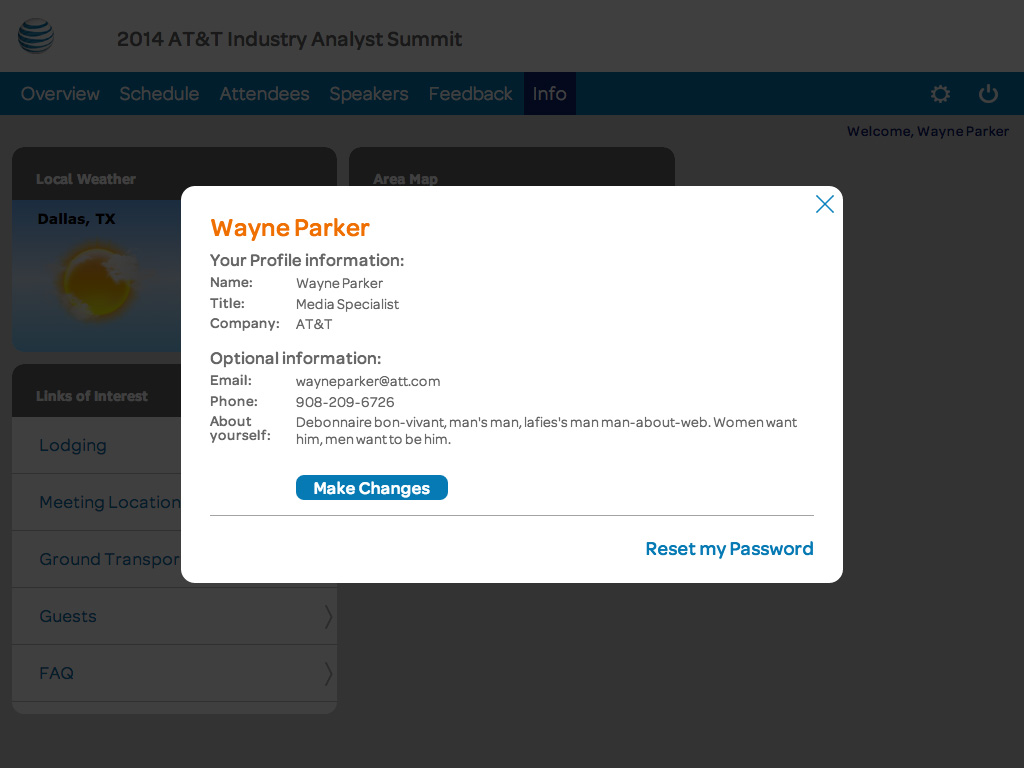 2014 AT&T Industry Analyst Summit
Overview Schedule Attendees Speakers Feedback Info
Welcome, Wayne Parker
Local Weather
Area Map
Dallas, TX
Wayne Parker
Your Profile information:
Name: Wayne Parker
Title: Media Specialist
Company: AT&T
Optional information:
Email: wayneparker@att.com
Phone: 908-209-6726
About yourself: Debonnaire bon-vivant, man's man, lafies's man man-about-web. Women want
him, men want to be him.
Make Changes
Reset my Password
Links of Interest
Lodging
Meeting Location
Ground Transpor
Guests
FAQ